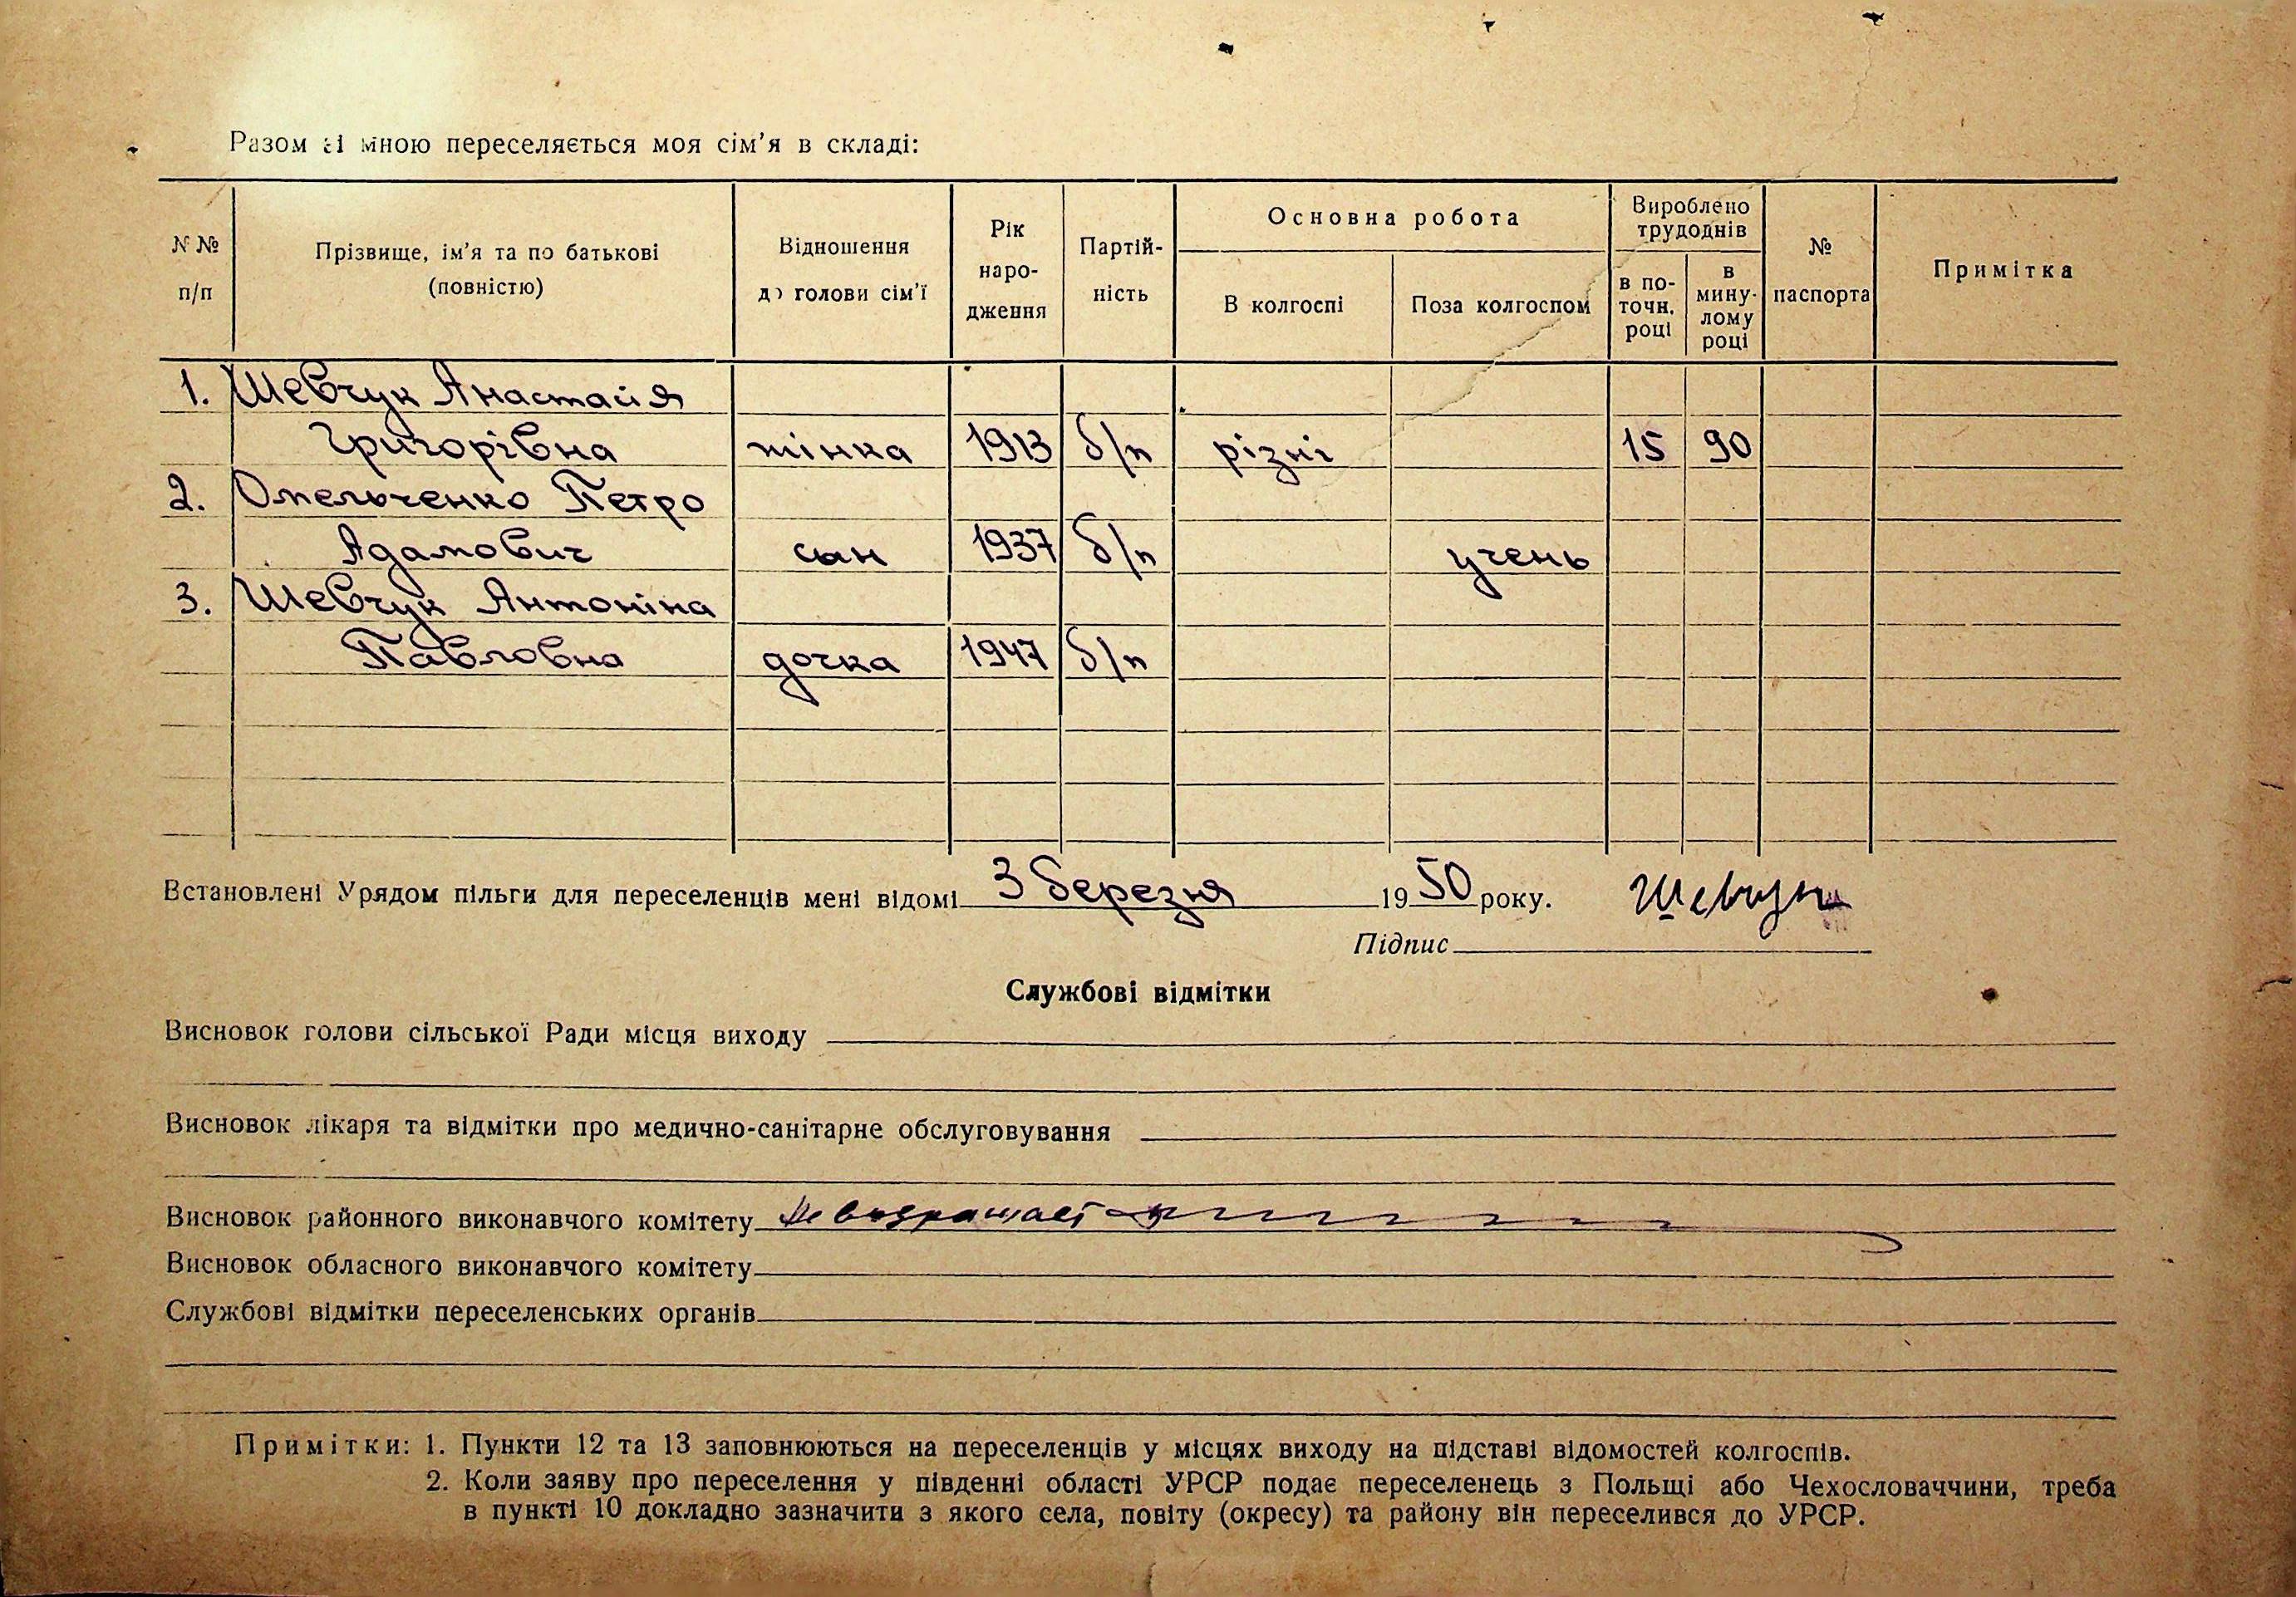 Разом зі мною переселяється моя сім'я в складі:
N № п/п
Прізвище, ім'я та по батькові (повністю)
Відношення до голови сім'ї
Рік народження
Партійність
Основна робота
В колгоспі
Поза колгоспом
Вироблено трудоднів
в поточн. році
в минулому році
№ паспорта
Примітка
1. Шевчук Анастасія
Григорівна жінка 1913 б/п різні 15 90
2. Омельченко Петро
Адамович сын 1937 б/п учень
3. Шевчук Антоніна
Павловна дочка 1947 б/п
Встановлені Урядом пільги для переселенців мені відомі 3 березня 1950 року. Шевчук
Підпис
Службові відмітки
Висновок голови сільської Ради місця виходу
Висновок лікаря та відмітки про медично-санітарне обслуговування
Висновок районного виконавчого комітету
Висновок обласного виконавчого комітету
Службові відмітки переселенських органів
Примітки: 1. Пункти 12 та 13 заповнюються на переселенців у місцях виходу на підставі відомостей колгоспів.
2. Коли заяву про переселення у південні області УРСР подає переселенець з Польщі або Чехословаччини, треба
в пункті 10 докладно зазначити з якого села, повіту (окресу) та району він переселився до УРСР.